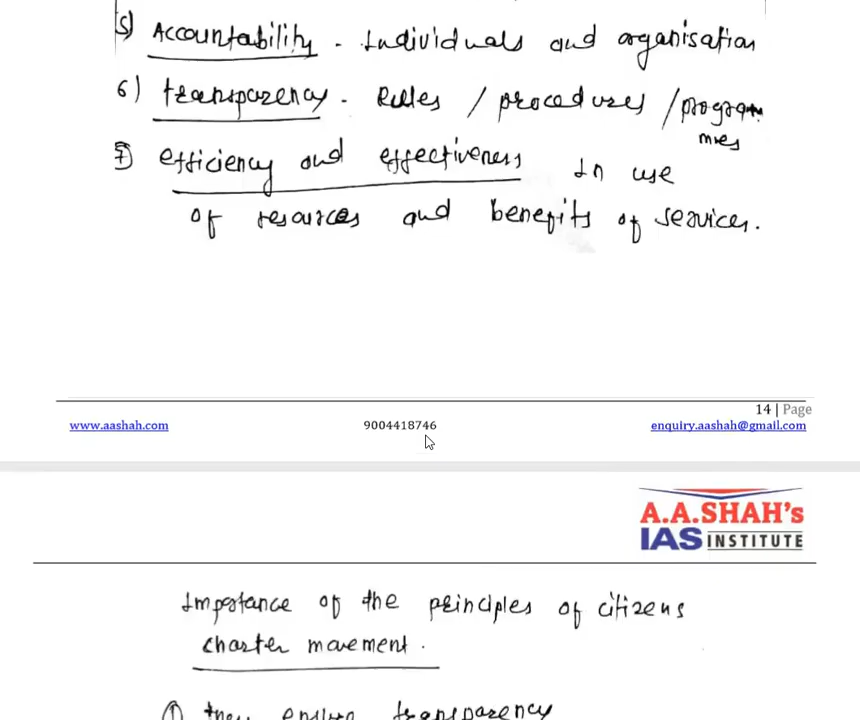 5) Accountability - Individuals and organisation
6) transparency - Rules / procedures / programmes
7) efficiency and effectiveness in use
of resources and benefits of services.
14 | Page
www.aashah.com 9004418746 enquiry.aashah@gmail.com
A.A.SHAH's
IAS INSTITUTE
Importance of the principles of citizens
charter movement.
① they ensure transparency